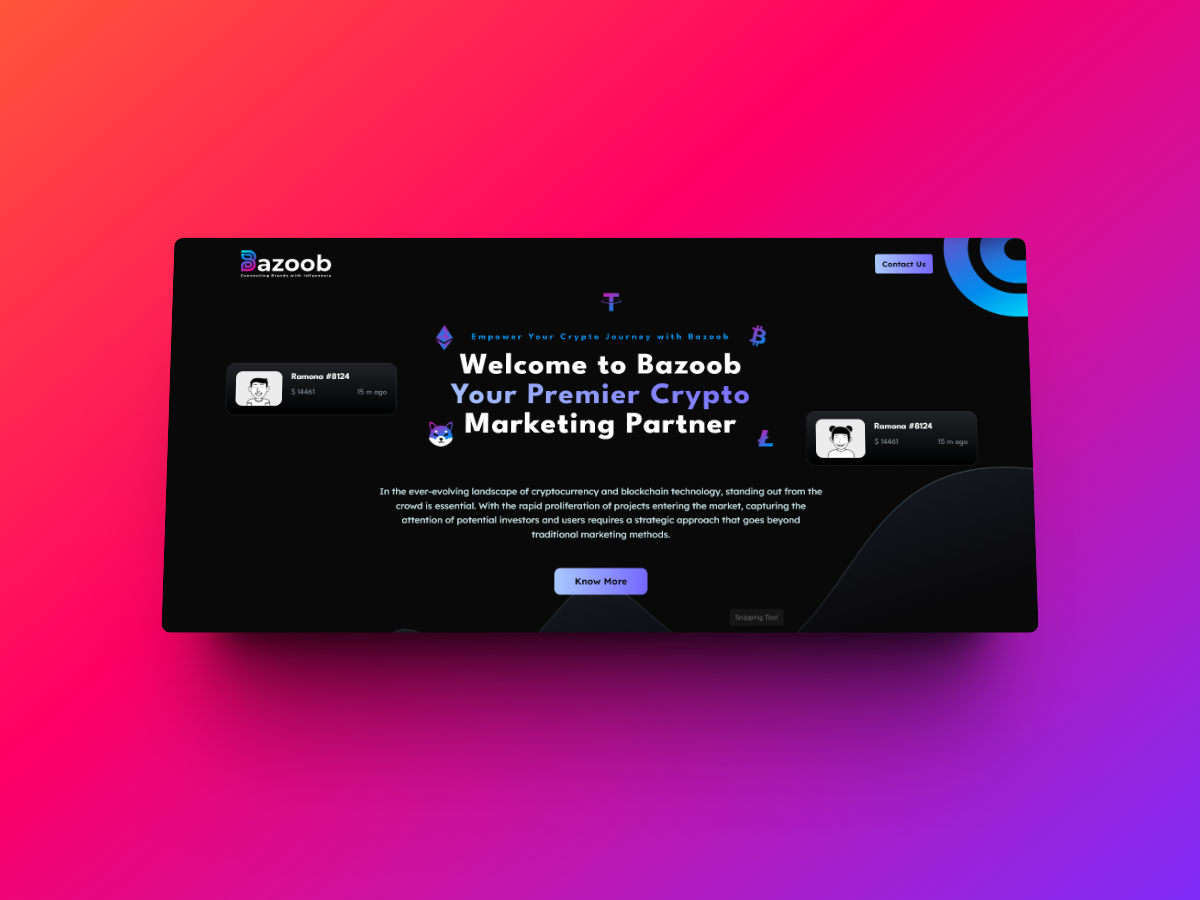 Bazoob
Connecting Brands with Influencers
Contact Us
Empower Your Crypto Journey with Bazoob
Welcome to Bazoob
Your Premier Crypto
Marketing Partner
Ramona #8124
$ 14461 15 m ago
Ramona #8124
$ 14461 15 m ago
In the ever-evolving landscape of cryptocurrency and blockchain technology, standing out from the
crowd is essential. With the rapid proliferation of projects entering the market, capturing the
attention of potential investors and users requires a strategic approach that goes beyond
traditional marketing methods.
Know More
Snipping Tool